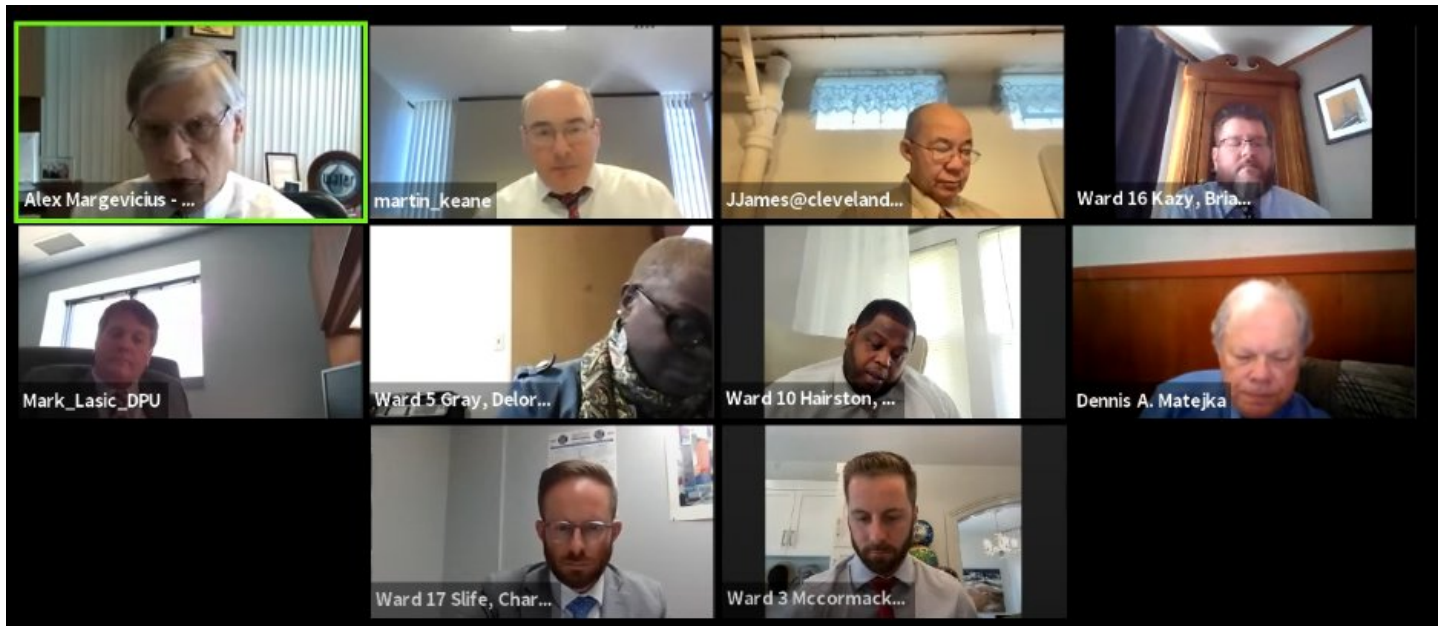 Alex Margevicius - ...
martin_keane
JJames@cleveland...
Ward 16 Kazy, Bria...
Mark_Lasic_DPU
Ward 5 Gray, Delor...
Ward 10 Hairston, ...
Dennis A. Matejka
Ward 17 Slife, Char...
Ward 3 Mccormack...
water